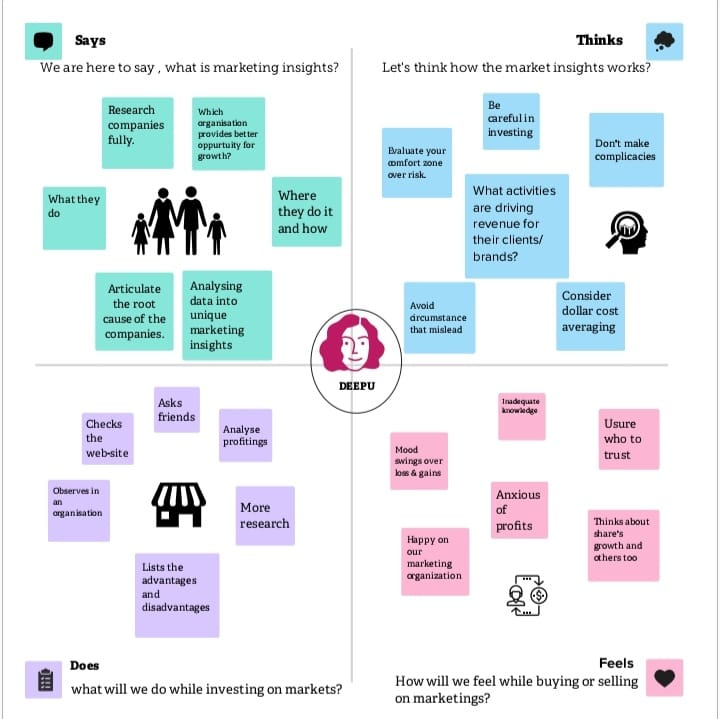 Says
We are here to say , what is marketing insights?
Research
companies
fully.
Which
organisation
provides better
oppurtuity for
growth?
What they
do
Where
they do it
and how
Articulate
the root
cause of the
companies.
Analysing
data into
unique
marketing
insights
Thinks
Let's think how the market insights works?
Be
careful in
investing
Evaluate your
comfort zone
over risk.
Don't make
complicacies
What activities
are driving
revenue for
their clients/
brands?
Avoid
circumstance
that mislead
Consider
dollar cost
averaging
DEEPU
Asks
friends
Checks
the
web-site
Analyse
profitings
Observes in
an
organisation
More
research
Lists the
advantages
and
disadvantages
Does
what will we do while investing on markets?
Inadequate
knowledge
Usure
who to
trust
Mood
swings over
loss & gains
Anxious
of
profits
Happy on
our
marketing
organization
Thinks about
share's
growth and
others too
Feels
How will we feel while buying or selling
on marketings?